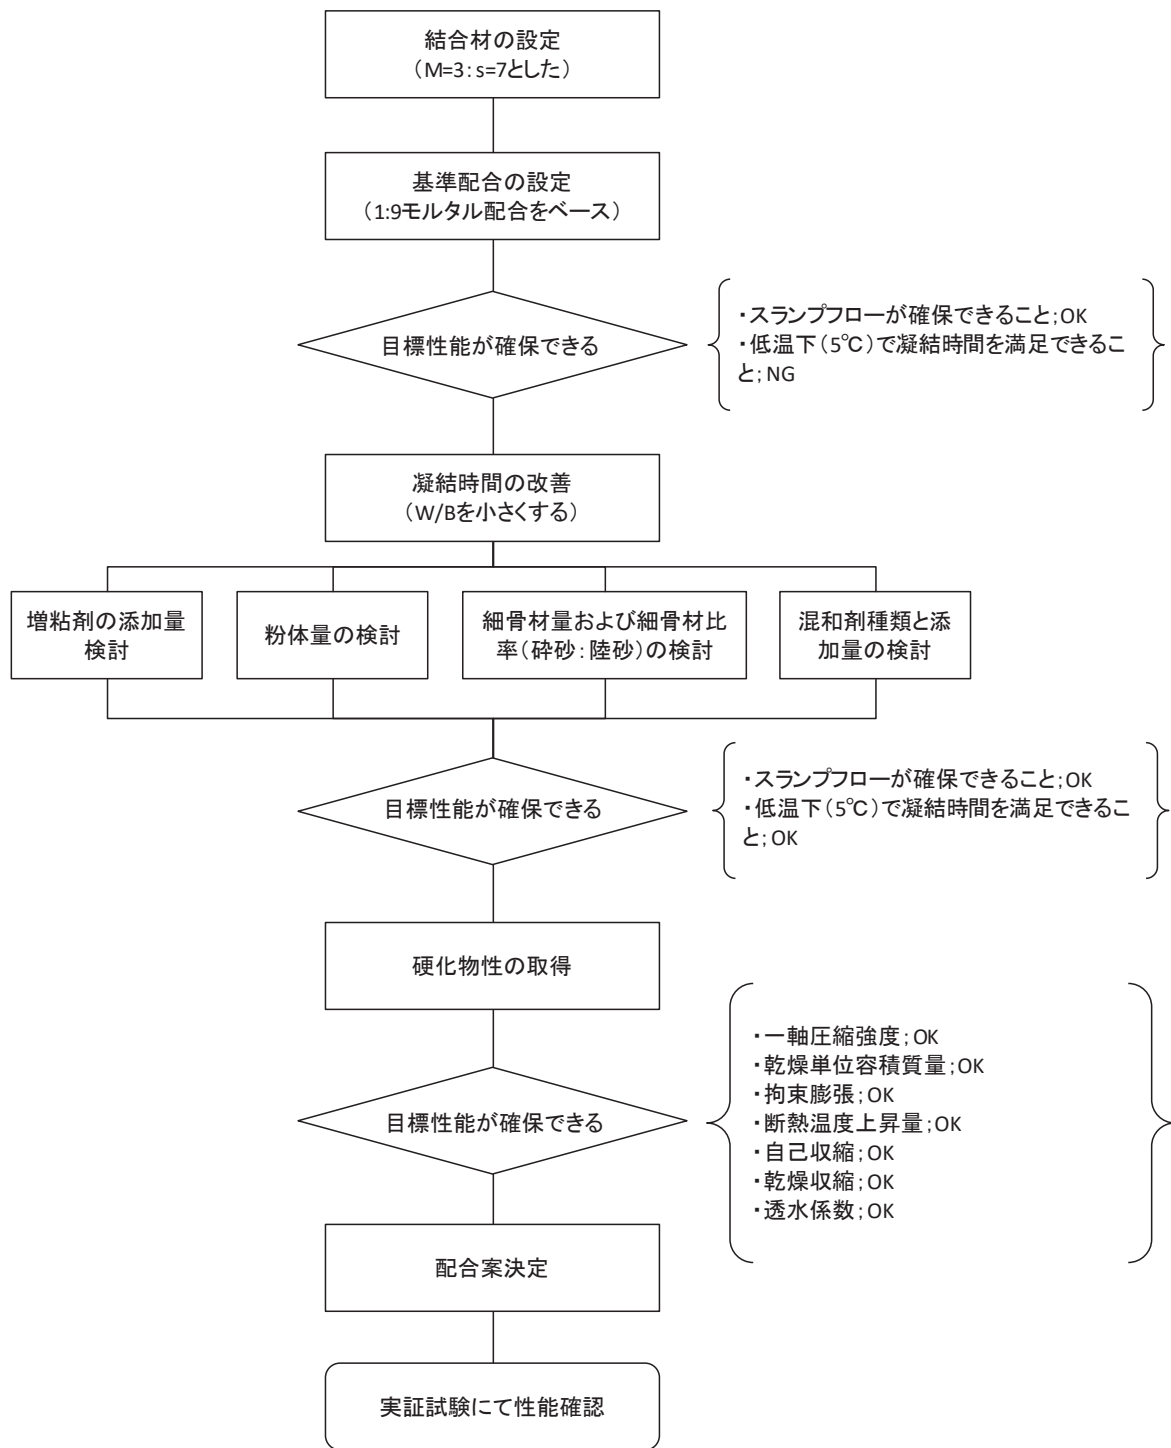 結合材の設定
（M=3：s=7とした）
基準配合の設定
（1:9モルタル配合をベース）
目標性能が確保できる
・スランプフローが確保できること；OK
・低温下（5℃）で凝結時間を満足できるこ
と；NG
凝結時間の改善
（W/Bを小さくする）
増粘剤の添加量
検討
粉体量の検討
細骨材量および細骨材比
率（砕砂：陸砂）の検討
混和剤種類と添
加量の検討
目標性能が確保できる
・スランプフローが確保できること；OK
・低温下（5℃）で凝結時間を満足できるこ
と；OK
硬化物性の取得
目標性能が確保できる
・一軸圧縮強度；OK
・乾燥単位容積質量；OK
・拘束膨張；OK
・断熱温度上昇量；OK
・自己収縮；OK
・乾燥収縮；OK
・透水係数；OK
配合案決定
実証試験にて性能確認